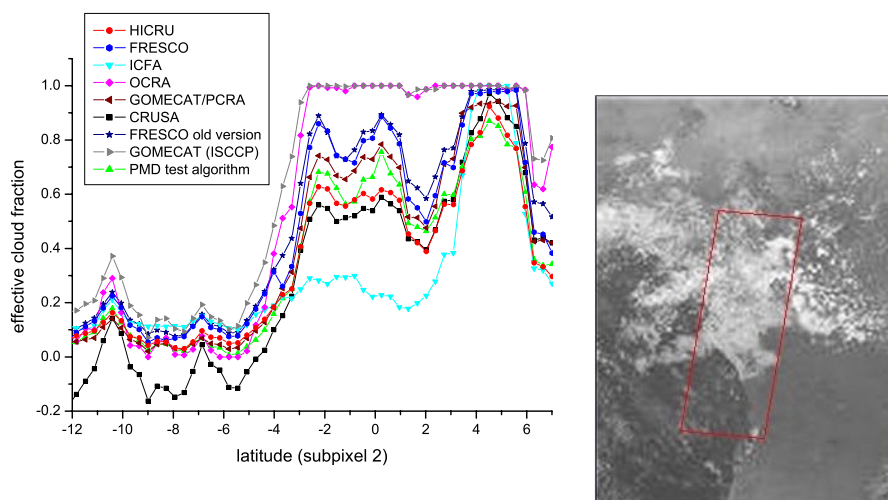 HICRU
FRESCO
ICFA
OCRA
GOMECAT/PCRA
CRUSA
FRESCO old version
GOMECAT (ISCCP)
PMD test algorithm
effective cloud fraction
1.0
0.8
0.6
0.4
0.2
0.0
-0.2
-12 -10 -8 -6 -4 -2 0 2 4 6
latitude (subpixel 2)